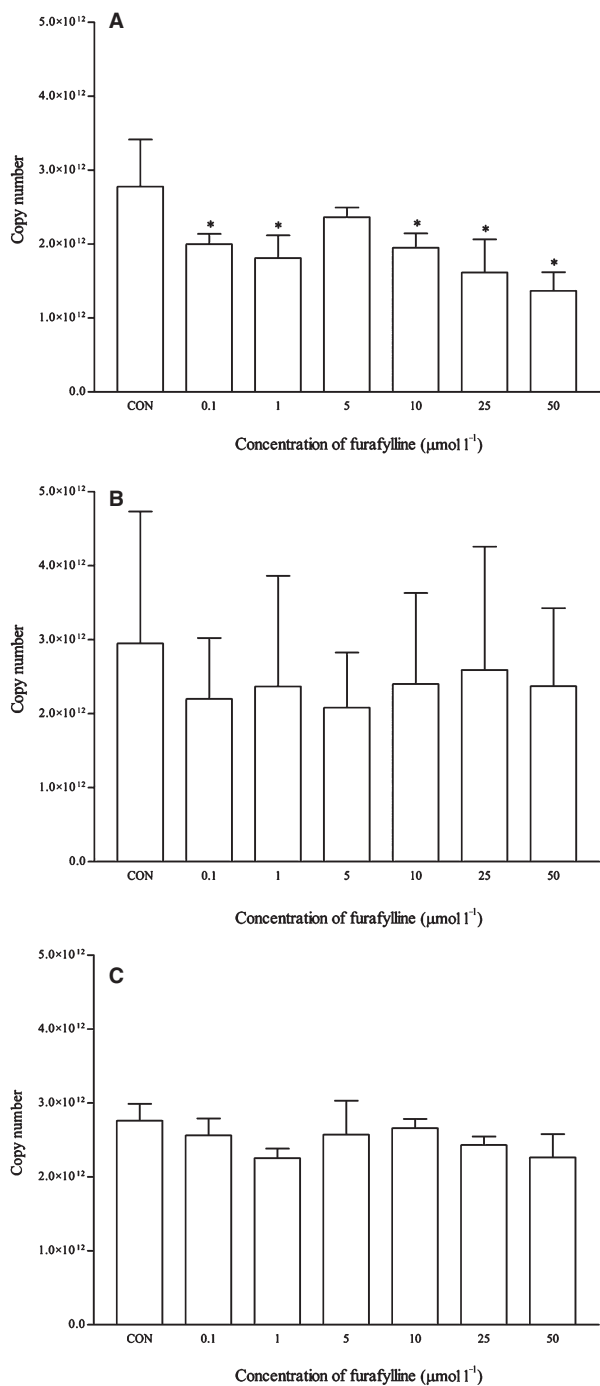 A
5.0×10¹²
4.0×10¹²
3.0×10¹²
2.0×10¹²
1.0×10¹²
0.0
Copy number
* * * * *
CON 0.1 1 5 10 25 50
Concentration of furafylline (μmol l⁻¹)
B
5.0×10¹²
4.0×10¹²
3.0×10¹²
2.0×10¹²
1.0×10¹²
0.0
Copy number
CON 0.1 1 5 10 25 50
Concentration of furafylline (μmol l⁻¹)
C
5.0×10¹²
4.0×10¹²
3.0×10¹²
2.0×10¹²
1.0×10¹²
0.0
Copy number
CON 0.1 1 5 10 25 50
Concentration of furafylline (μmol l⁻¹)